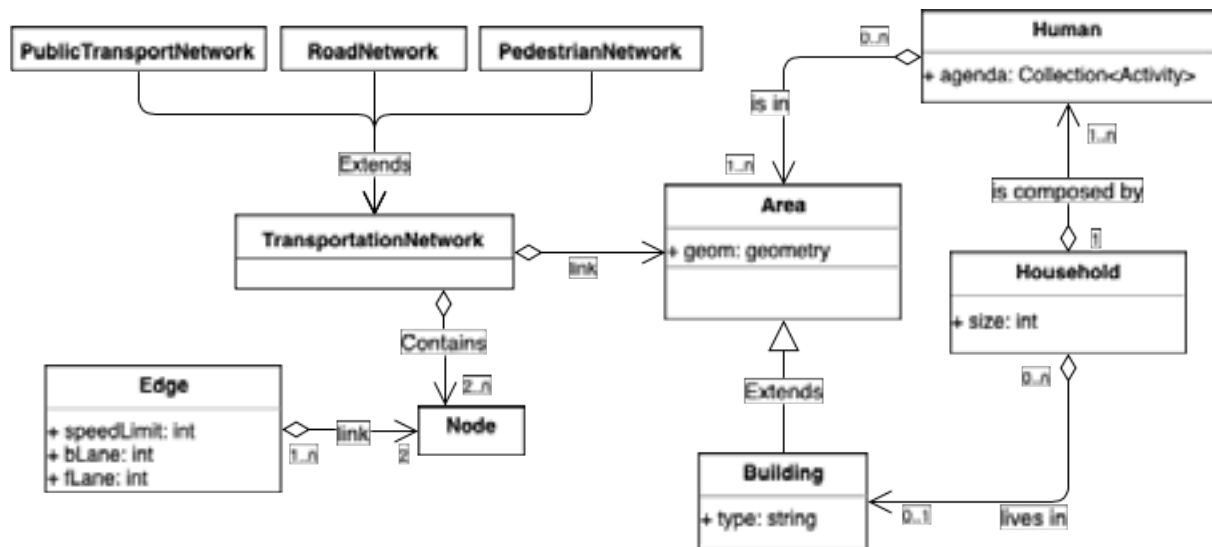 PublicTransportNetwork
RoadNetwork
PedestrianNetwork
Extends
TransportationNetwork
link
Contains
2..n
Edge
+ speedLimit: int
+ bLane: int
+ fLane: int
1..n
link
2
Node
Human
+ agenda: Collection<Activity>
0..n
is in
1..n
Area
+ geom: geometry
1..n
is composed by
1
Household
+ size: int
0..n
Extends
Building
+ type: string
0..1
lives in